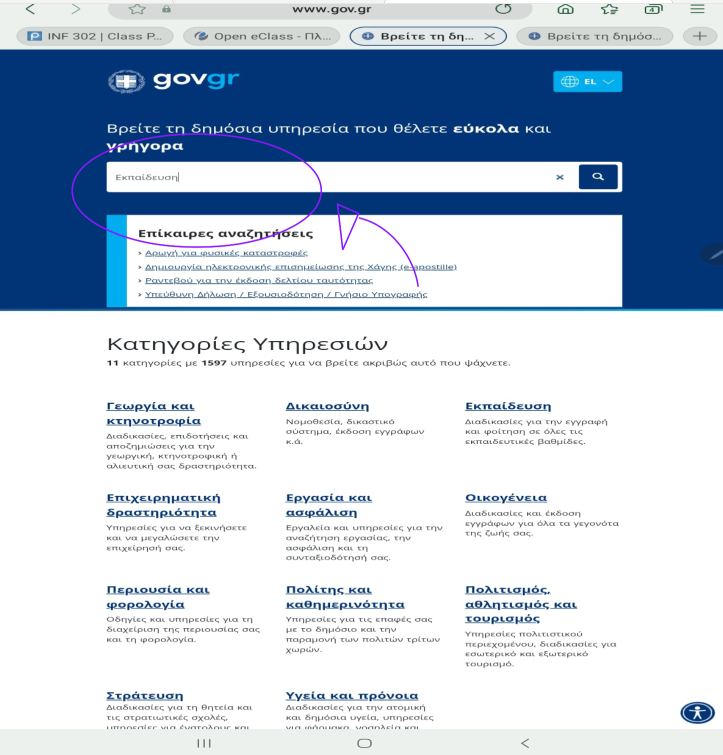 www.gov.gr
INF 302 | Class P...
Open eClass - ΠΛ...
Βρείτε τη δη...
Βρείτε τη δημόσ...
govgr
EL
Βρείτε τη δημόσια υπηρεσία που θέλετε εύκολα και
γρήγορα
Εκπαίδευση
Επίκαιρες αναζητήσεις
› Αρωγή για φυσικές καταστροφές
› Δημιουργία ηλεκτρονικής επισημείωσης της Χάγης (e-apostille)
› Ραντεβού για την έκδοση δελτίου ταυτότητας
› Υπεύθυνη Δήλωση / Εξουσιοδότηση / Γνήσιο Υπογραφής
Κατηγορίες Υπηρεσιών
11 κατηγορίες με 1597 υπηρεσίες για να βρείτε ακριβώς αυτό που ψάχνετε.
Γεωργία και
κτηνοτροφία
Διαδικασίες, επιδοτήσεις και
αποζημιώσεις για την
γεωργική, κτηνοτροφική ή
αλιευτική σας δραστηριότητα.
Δικαιοσύνη
Νομοθεσία, δικαστικό
σύστημα, έκδοση εγγράφων
κ.ά.
Εκπαίδευση
Διαδικασίες για την εγγραφή
και φοίτηση σε όλες τις
εκπαιδευτικές βαθμίδες.
Επιχειρηματική
δραστηριότητα
Υπηρεσίες για να ξεκινήσετε
και να μεγαλώσετε την
επιχείρησή σας.
Εργασία και
ασφάλιση
Εργαλεία και υπηρεσίες για την
αναζήτηση εργασίας, την
ασφάλιση και τη
συνταξιοδότησή σας.
Οικογένεια
Διαδικασίες και έκδοση
εγγράφων για όλα τα γεγονότα
της ζωής σας.
Περιουσία και
φορολογία
Οδηγίες και υπηρεσίες για τη
διαχείριση της περιουσίας σας
και τη φορολογία.
Πολίτης και
καθημερινότητα
Υπηρεσίες για τις επαφές σας
με το δημόσιο και την
παραμονή των πολιτών τρίτων
χωρών.
Πολιτισμός,
αθλητισμός και
τουρισμός
Υπηρεσίες πολιτιστικού
περιεχομένου, διαδικασίες για
εσωτερικό και εξωτερικό
τουρισμό.
Στράτευση
Διαδικασίες για τη θητεία και
τις στρατιωτικές σχολές,
υπηρεσίες για ένστολους και
Υγεία και πρόνοια
Διαδικασίες για την ατομική
και δημόσια υγεία, υπηρεσίες
για φάρμακα, νοσηλεία και